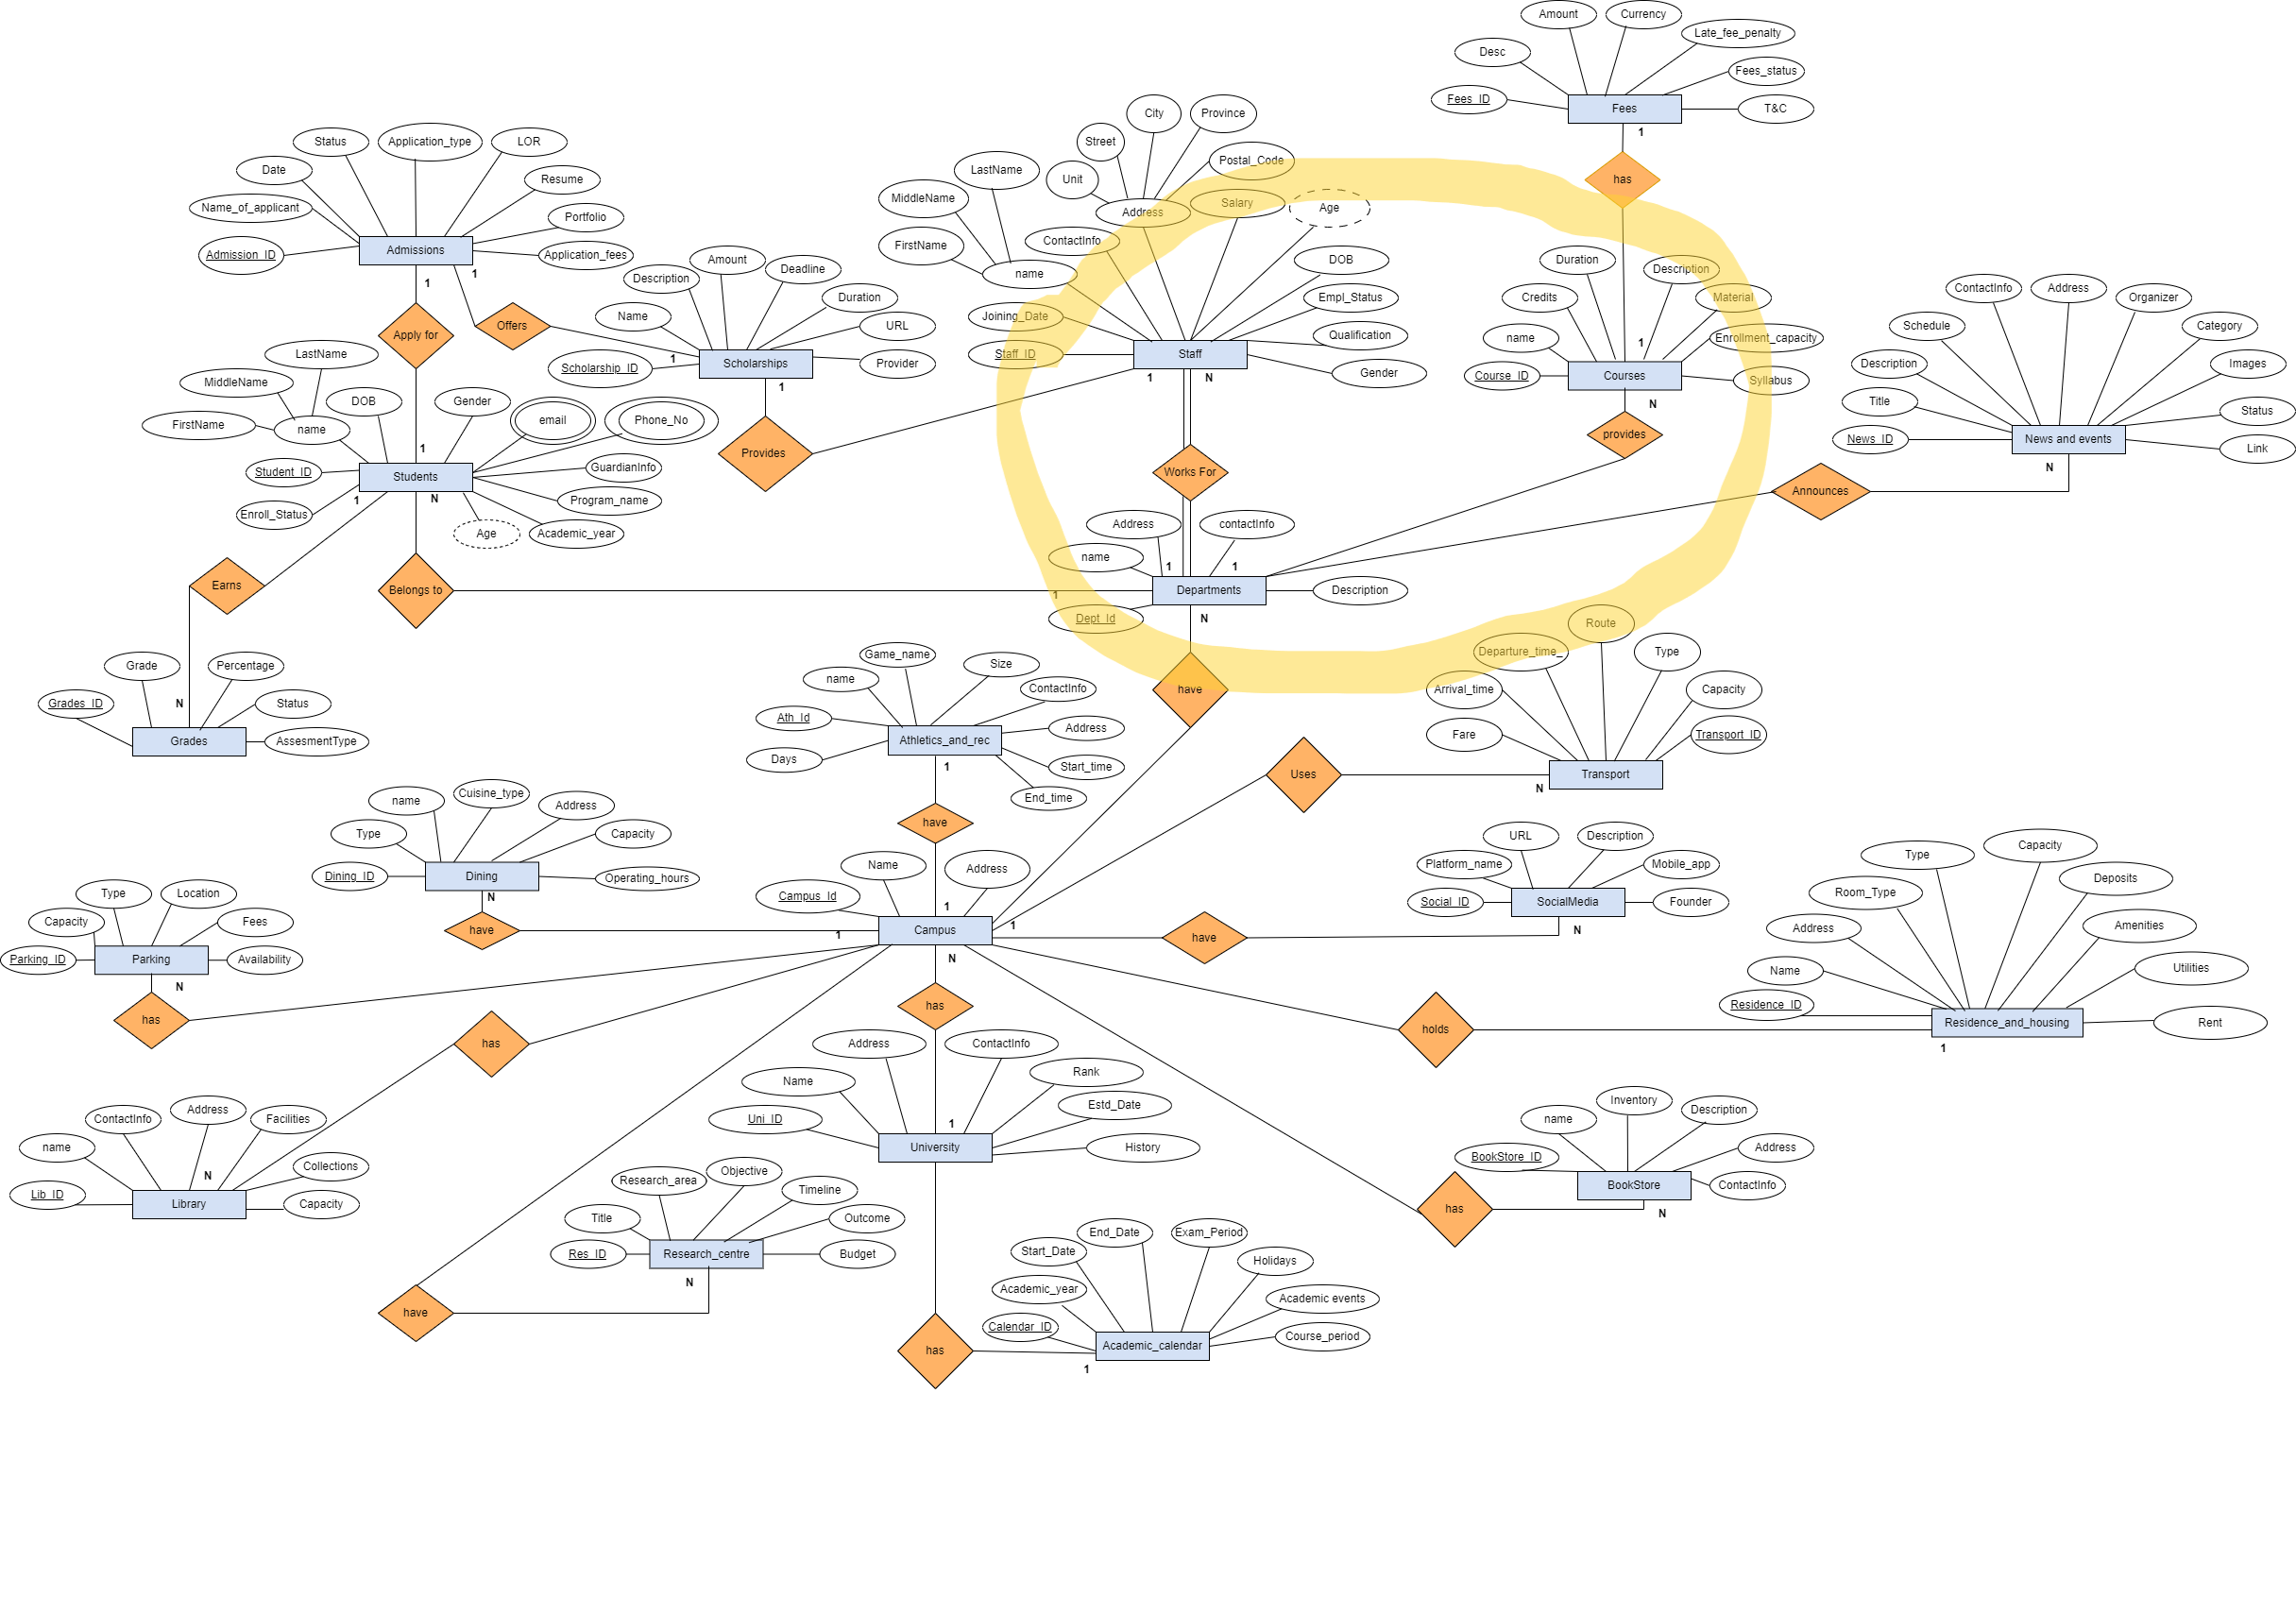 Amount
Currency
Late_fee_penalty
Desc
Fees_status
Fees_ID
T&C
Fees
1
has
Status
Application_type
LOR
Date
Resume
Name_of_applicant
Portfolio
Admission_ID
Application_fees
Admissions
1
1
Apply for
Offers
Description
Amount
Deadline
Name
Duration
URL
Scholarship_ID
Provider
Scholarships
1
1
Provides
City
Province
Street
Postal_Code
Unit
Address
LastName
MiddleName
FirstName
name
ContactInfo
Salary
Age
DOB
Empl_Status
Joining_Date
Qualification
Staff_ID
Gender
Staff
1
N
Works For
Duration
Description
Credits
Material
name
Enrollment_capacity
Course_ID
Syllabus
Courses
1
N
provides
ContactInfo
Address
Organizer
Schedule
Category
Description
Images
Title
Status
News_ID
Link
News and events
N
Announces
LastName
MiddleName
FirstName
name
DOB
Gender
email
Phone_No
Student_ID
GuardianInfo
Program_name
Enroll_Status
Academic_year
Age
Students
1
1
N
Earns
Belongs to
1
Address
contactInfo
name
1
1
Departments
Description
Dept_Id
N
have
Grade
Percentage
Grades_ID
Status
AssesmentType
Grades
N
Game_name
name
Size
ContactInfo
Ath_Id
Address
Days
Start_time
End_time
Athletics_and_rec
1
have
Route
Departure_time_
Type
Arrival_time
Capacity
Fare
Transport_ID
Transport
N
Uses
name
Cuisine_type
Address
Type
Capacity
Dining_ID
Operating_hours
Dining
N
have
Name
Address
Campus_Id
Campus
1
1
1
N
URL
Description
Platform_name
Mobile_app
Social_ID
Founder
SocialMedia
N
have
Type
Capacity
Room_Type
Deposits
Address
Amenities
Name
Utilities
Residence_ID
Rent
Residence_and_housing
1
holds
Type
Location
Capacity
Fees
Parking_ID
Availability
Parking
N
has
has
has
ContactInfo
Address
Facilities
name
Collections
Lib_ID
Capacity
Library
N
Address
ContactInfo
Name
Rank
Uni_ID
Estd_Date
History
University
1
Inventory
name
Description
BookStore_ID
Address
ContactInfo
BookStore
N
has
Research_area
Objective
Timeline
Title
Outcome
Res_ID
Budget
Research_centre
N
have
End_Date
Exam_Period
Start_Date
Holidays
Academic_year
Academic events
Calendar_ID
Course_period
Academic_calendar
1
has